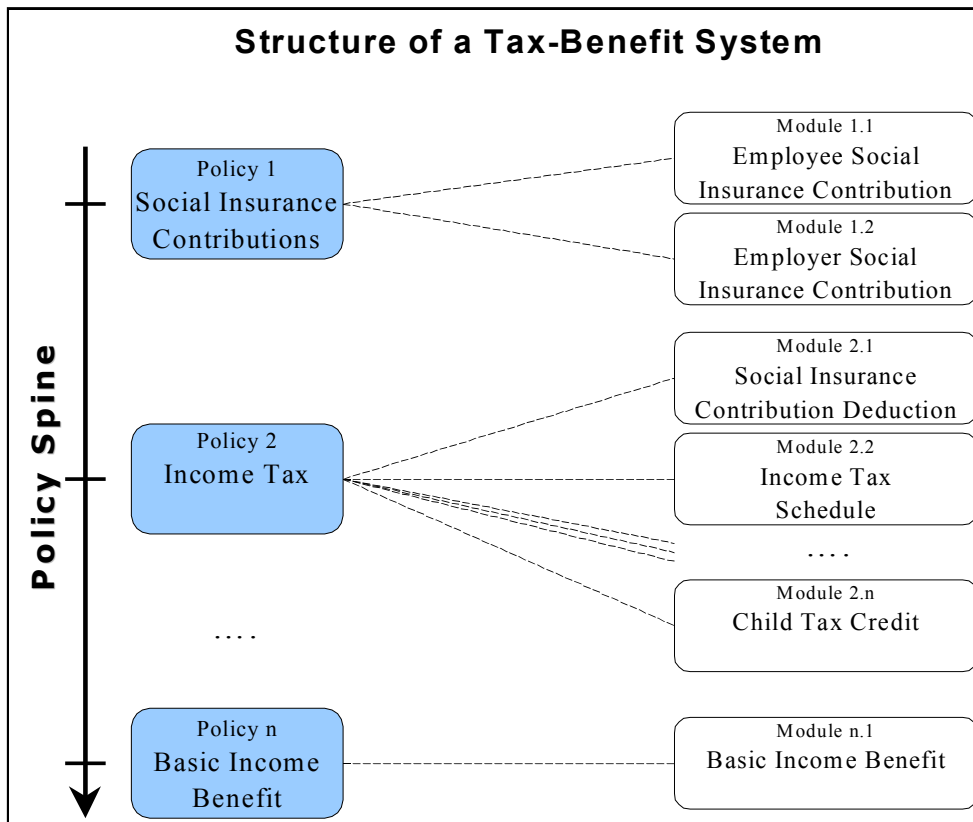 Structure of a Tax-Benefit System
Policy Spine
Policy 1
Social Insurance
Contributions
Module 1.1
Employee Social
Insurance Contribution
Module 1.2
Employer Social
Insurance Contribution
Policy 2
Income Tax
Module 2.1
Social Insurance
Contribution Deduction
Module 2.2
Income Tax
Schedule
....
Module 2.n
Child Tax Credit
....
Policy n
Basic Income
Benefit
Module n.1
Basic Income Benefit